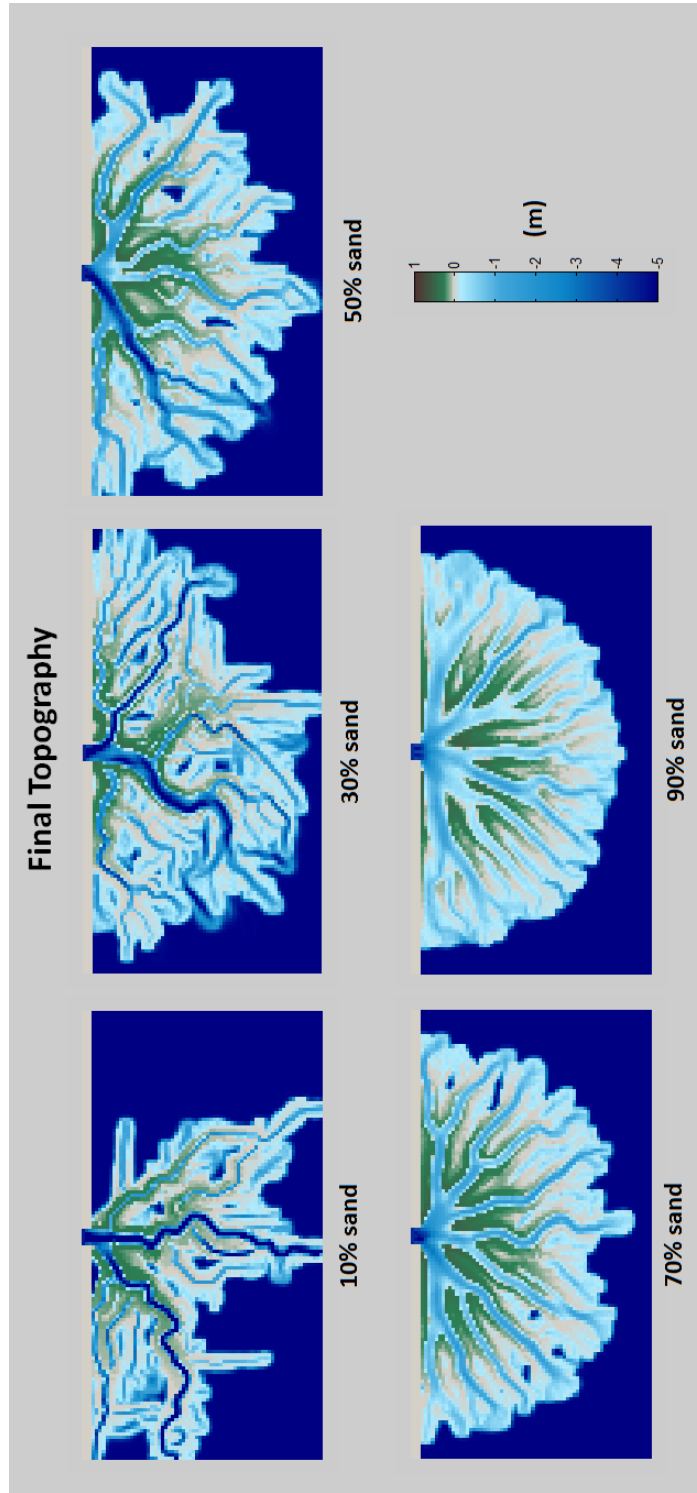 Final Topography
10% sand
30% sand
50% sand
70% sand
90% sand
1
0
-1
-2
-3
-4
-5
(m)